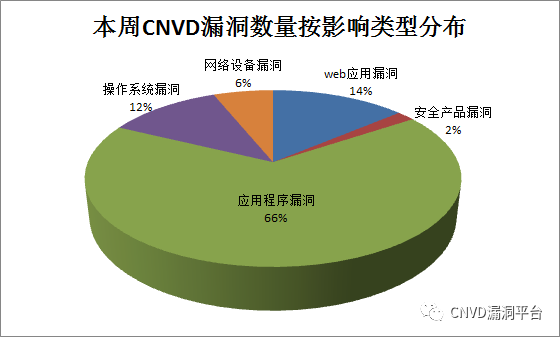 本周CNVD漏洞数量按影响类型分布
网络设备漏洞
6%
web应用漏洞
14%
操作系统漏洞
12%
安全产品漏洞
2%
应用程序漏洞
66%
CNVD漏洞平台